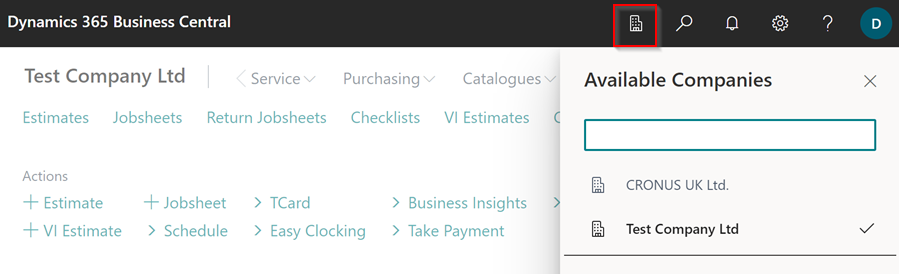 Dynamics 365 Business Central
D
Test Company Ltd
Service
Purchasing
Catalogues
Estimates
Jobsheets
Return Jobsheets
Checklists
VI Estimates
Actions
Estimate
Jobsheet
TCard
Business Insights
VI Estimate
Schedule
Easy Clocking
Take Payment
Available Companies
CRONUS UK Ltd.
Test Company Ltd